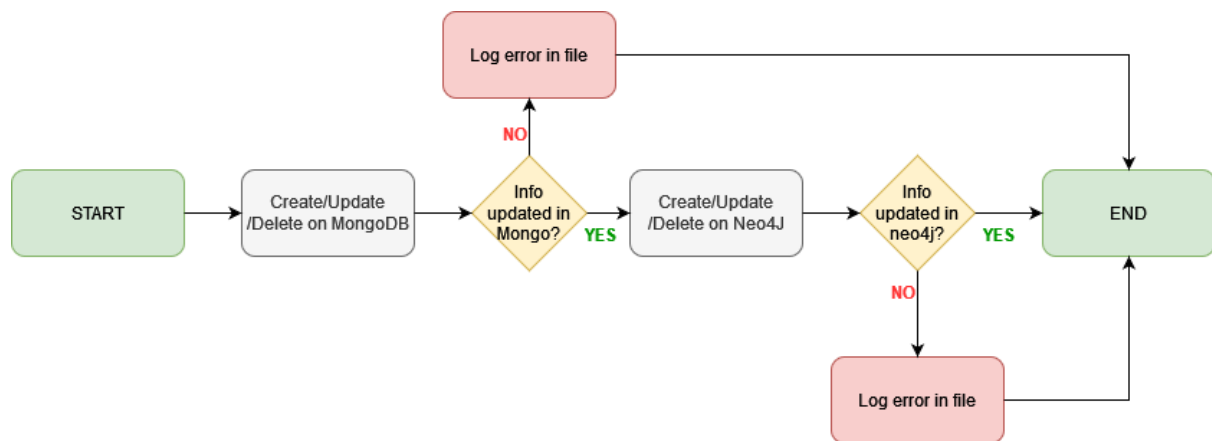 Log error in file
NO
START
Create/Update
/Delete on MongoDB
Info
updated in
Mongo?
YES
Create/Update
/Delete on Neo4J
Info
updated in
neo4j?
YES
END
NO
Log error in file